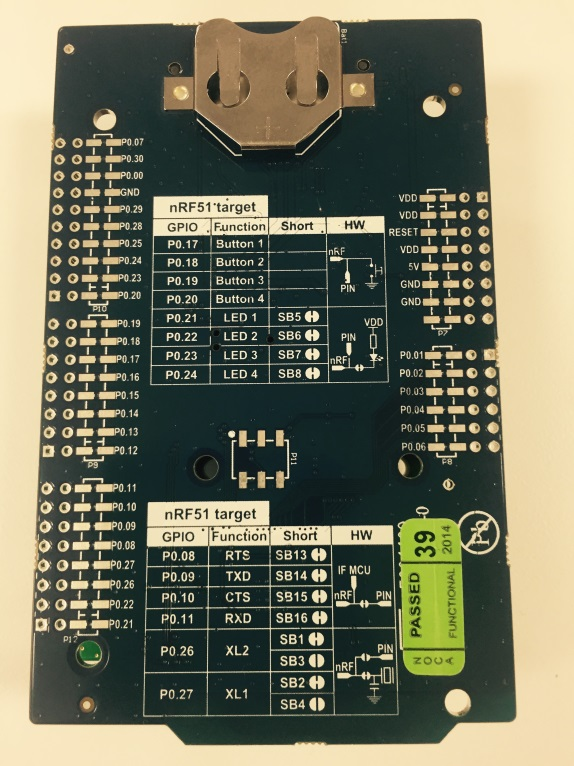 Bat1
P0.07
P0.30
P0.00
GND
P0.29
P0.28
P0.25
P0.24
P0.23
P0.20
P10
P0.19
P0.18
P0.17
P0.16
P0.15
P0.14
P0.13
P0.12
P9
P0.11
P0.10
P0.09
P0.08
P0.27
P0.26
P0.22
P0.21
P12
nRF51 target
GPIO Function Short HW
P0.17 Button 1
P0.18 Button 2
P0.19 Button 3
P0.20 Button 4
nRF
PIN
P0.21 LED 1 SB5
P0.22 LED 2 SB6
P0.23 LED 3 SB7
P0.24 LED 4 SB8
VDD
PIN
nRF
VDD
VDD
RESET
VDD
5V
GND
GND
P7
P0.01
P0.02
P0.03
P0.04
P0.05
P0.06
P8
P11
nRF51 target
GPIO Function Short HW
P0.08 RTS SB13
P0.09 TXD SB14
P0.10 CTS SB15
P0.11 RXD SB16
IF MCU
nRF PIN
P0.26 XL2 SB1
SB3
P0.27 XL1 SB2
SB4
PIN
nRF
PASSED 39 2014
FUNCTIONAL
NOCA
Pb